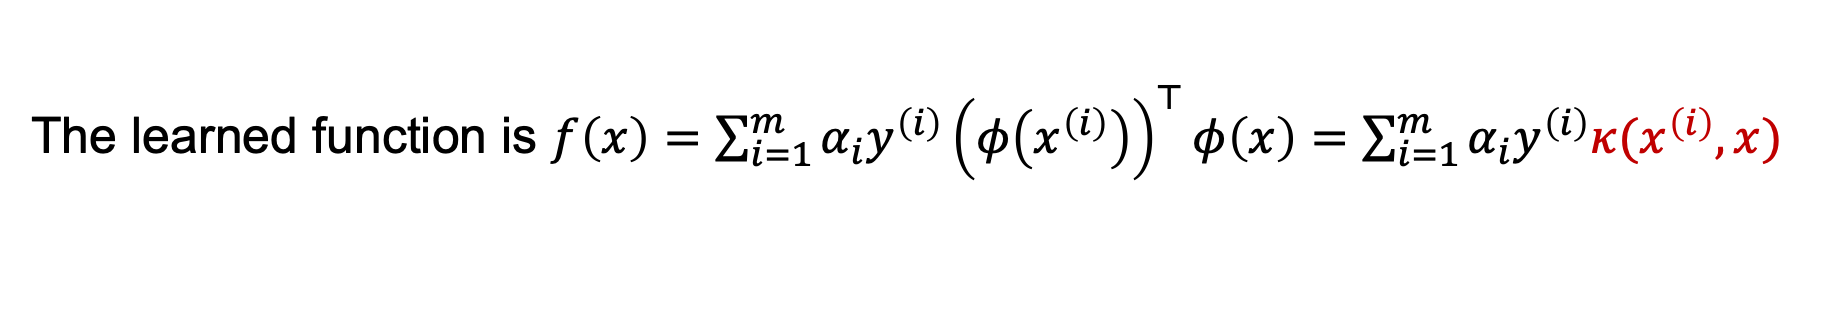 The learned function is f(x) = ∑ᵢ₌₁ᵐ αᵢy⁽ⁱ⁾(ϕ(x⁽ⁱ⁾))ᵀ ϕ(x) = ∑ᵢ₌₁ᵐ αᵢy⁽ⁱ⁾κ(x⁽ⁱ⁾, x)